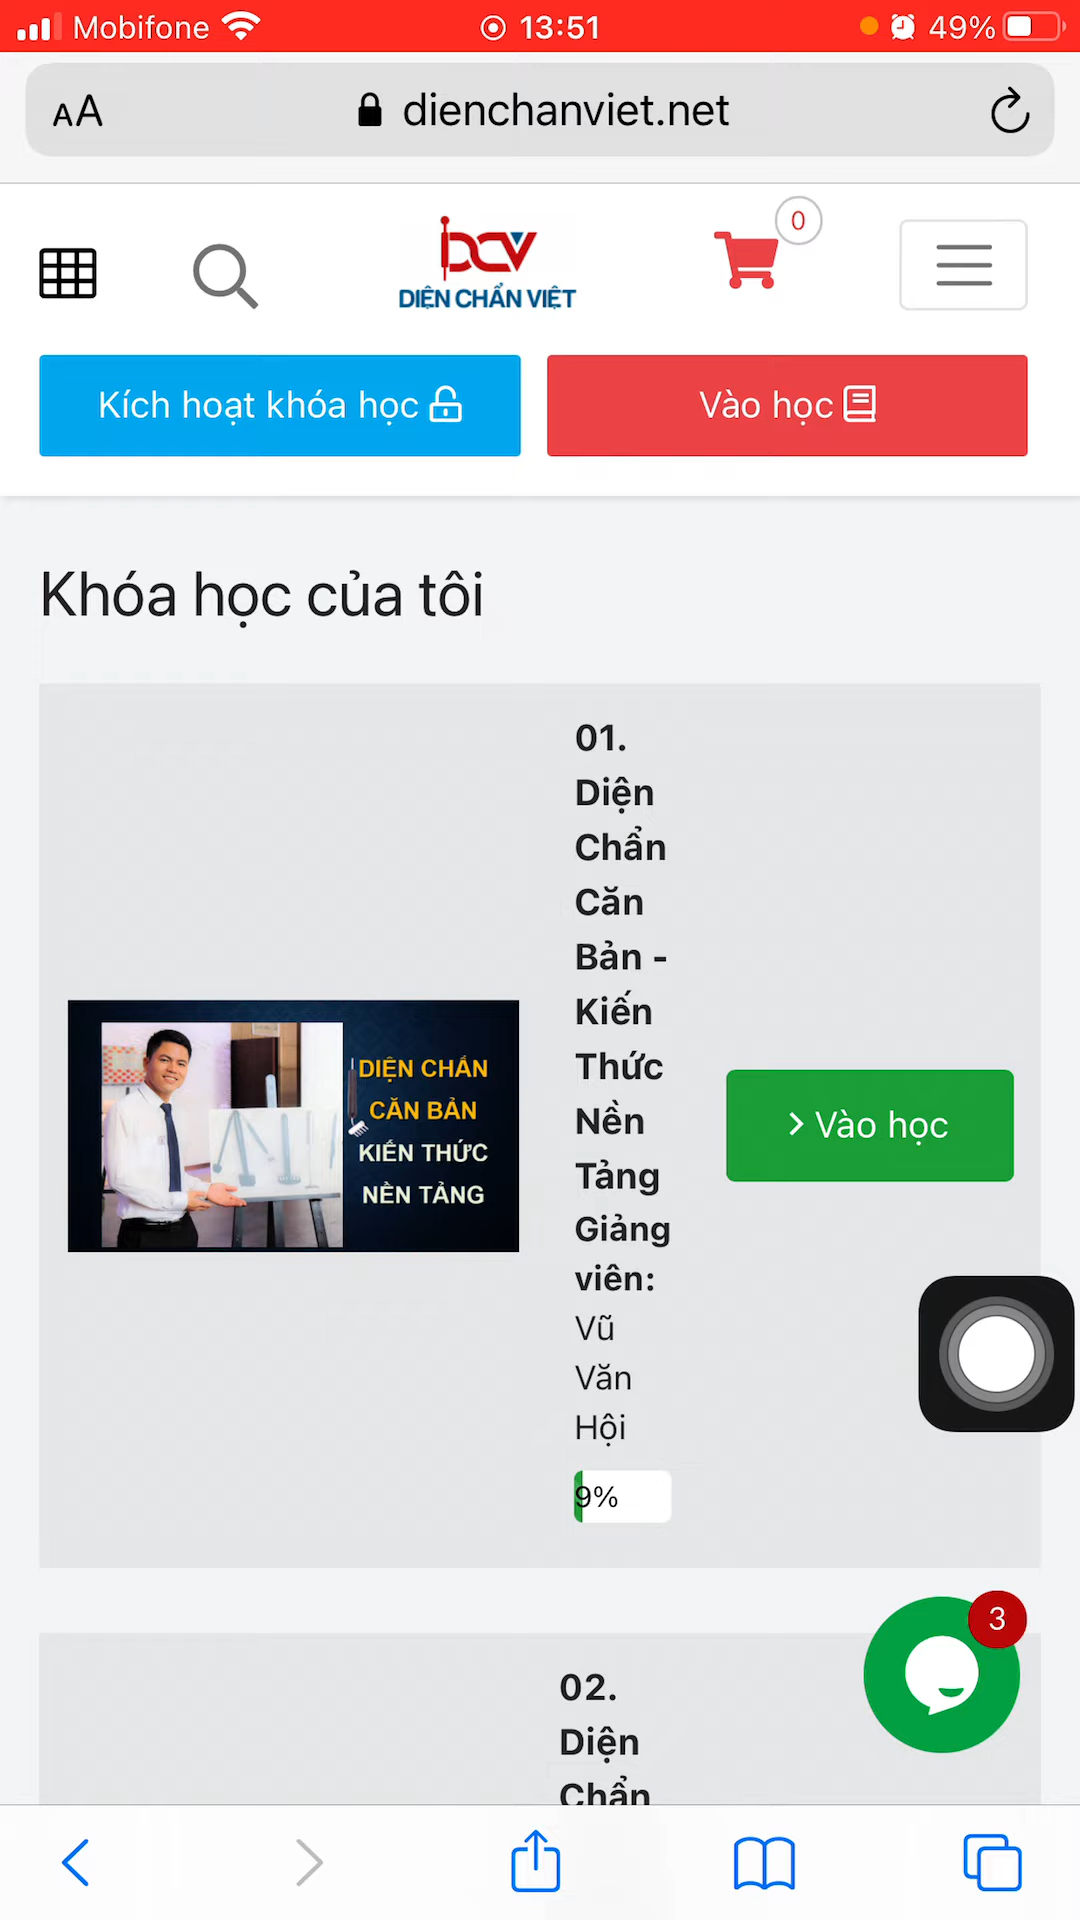 Mobifone 13:51 49%
AA dienchanviet.net
0
DCV
DIỆN CHẨN VIỆT
Kích hoạt khóa học Vào học
Khóa học của tôi
01.
Diện
Chẩn
Căn
Bản -
Kiến
Thức
Nền
Tảng
Giảng
viên:
Vũ
Văn
Hội
9%
DIỆN CHẨN
CĂN BẢN
KIẾN THỨC
NỀN TẢNG
Vào học
3
02.
Diện
Chẩn